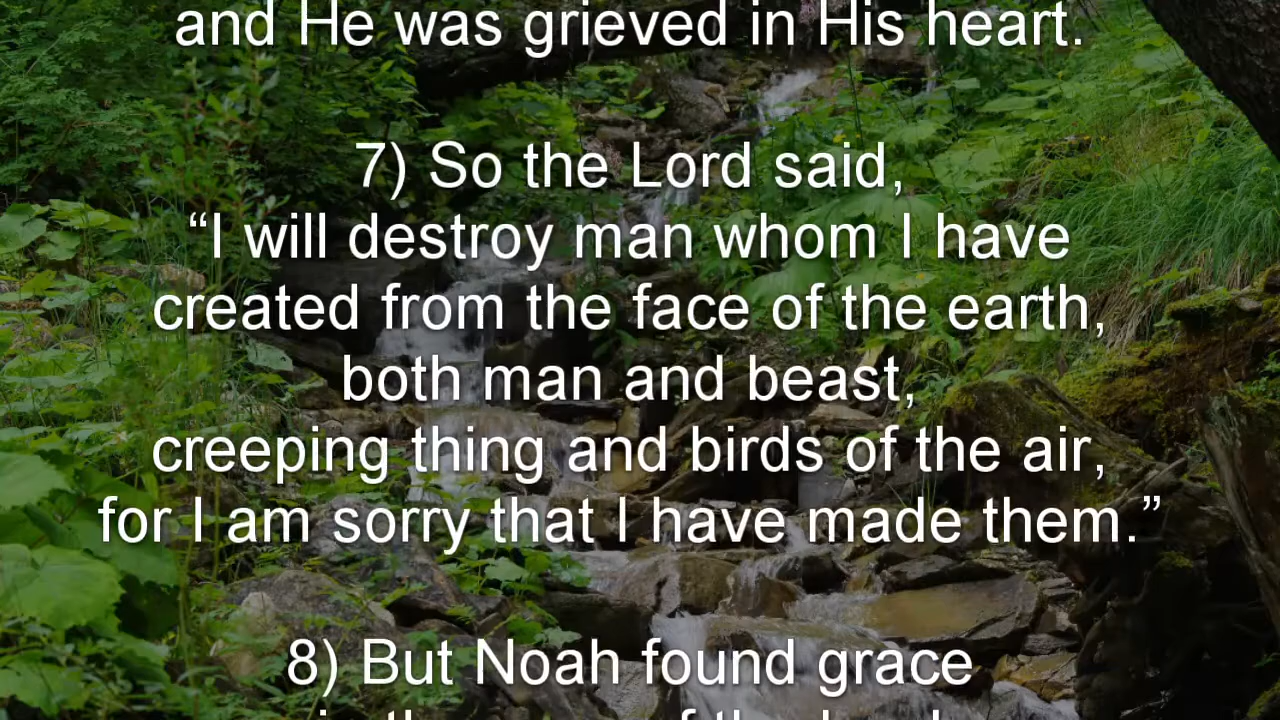 and He was grieved in His heart.
7) So the Lord said,
“I will destroy man whom I have
created from the face of the earth,
both man and beast,
creeping thing and birds of the air,
for I am sorry that I have made them.”
8) But Noah found grace